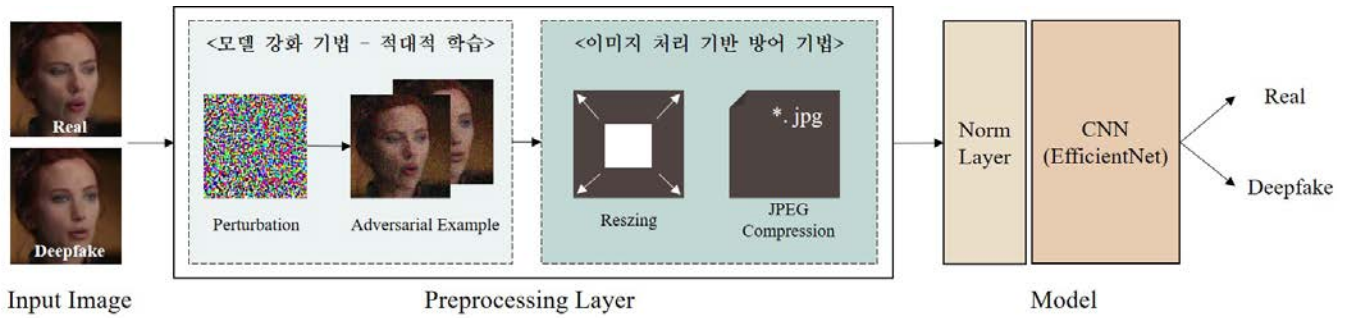 Real
Deepfake
Input Image
<모델 강화 기법 - 적대적 학습>
Perturbation
Adversarial Example
<이미지 처리 기반 방어 기법>
Reszing
*. jpg
JPEG
Compression
Preprocessing Layer
Norm
Layer
CNN
(EfficientNet)
Model
Real
Deepfake